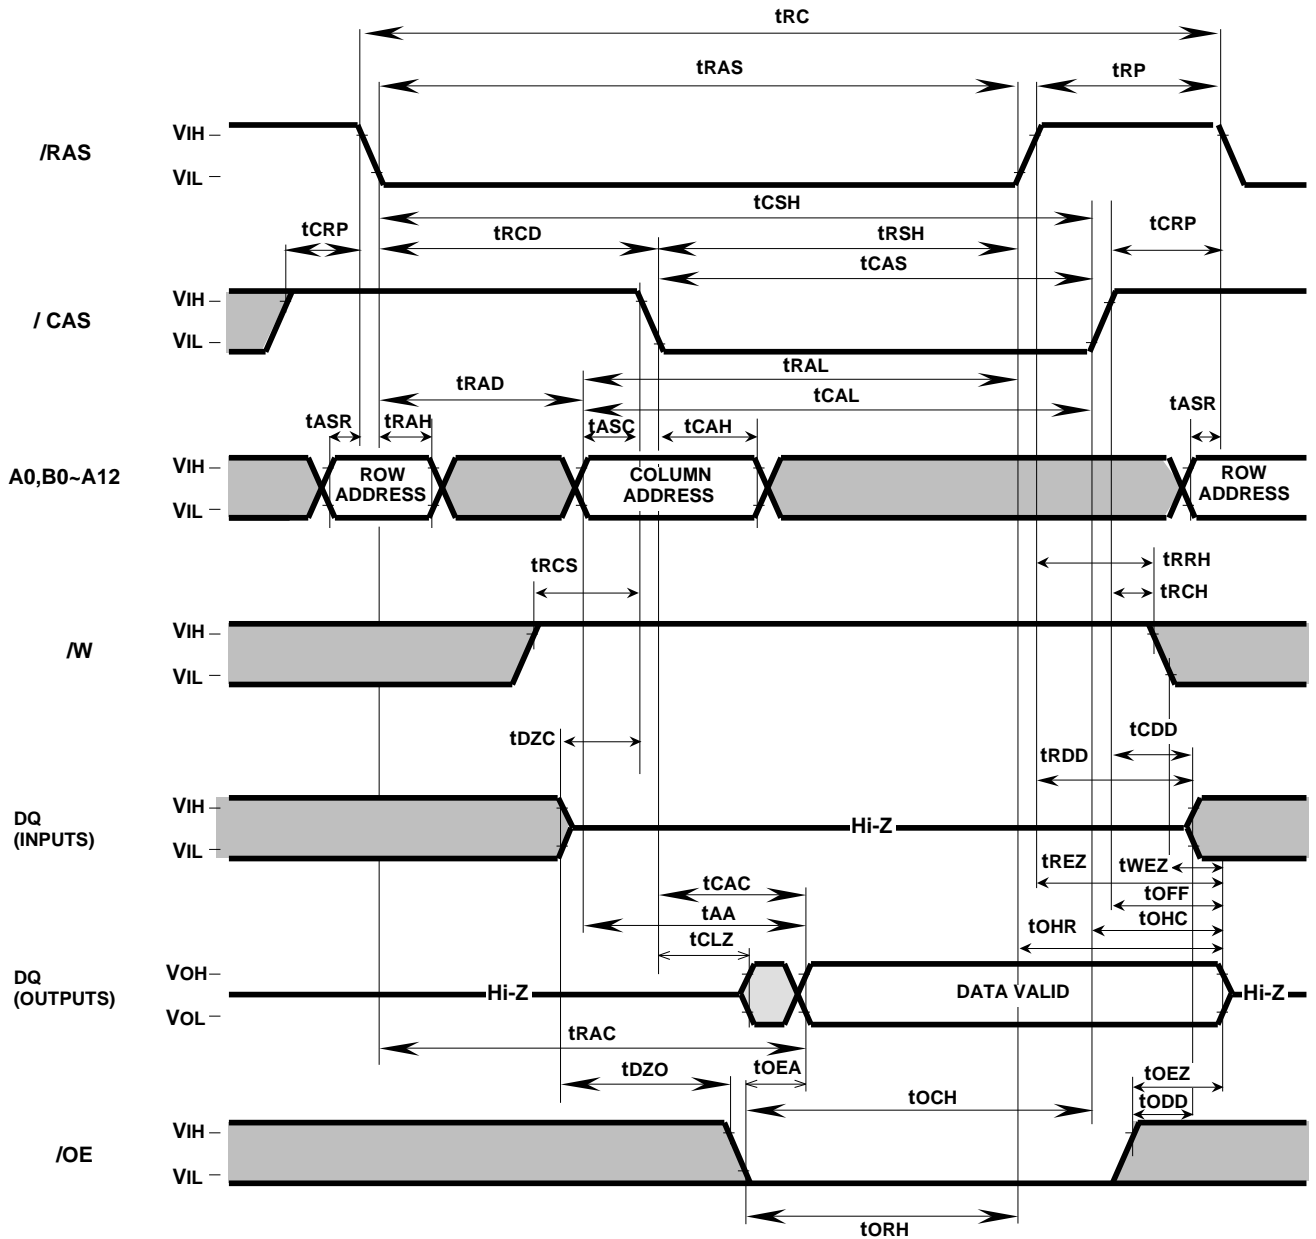 tRC
tRAS
tRP
VIH
/RAS
VIL
tCSH
tCRP
tRCD
tRSH
tCRP
tCAS
VIH
/ CAS
VIL
tRAL
tRAD
tCAL
tASR
tRAH
tASC
tCAH
tASR
A0,B0~A12
VIH
VIL
ROW
ADDRESS
COLUMN
ADDRESS
ROW
ADDRESS
tRCS
tRRH
tRCH
VIH
/W
VIL
tDZC
tCDD
tRDD
DQ
(INPUTS)
VIH
VIL
Hi-Z
tREZ
tWEZ
tCAC
tOFF
tAA
tOHR
tOHC
tCLZ
DQ
(OUTPUTS)
VOH
VOL
Hi-Z
DATA VALID
Hi-Z
tRAC
tDZO
tOEA
tOEZ
tOCH
tODD
VIH
/OE
VIL
tORH